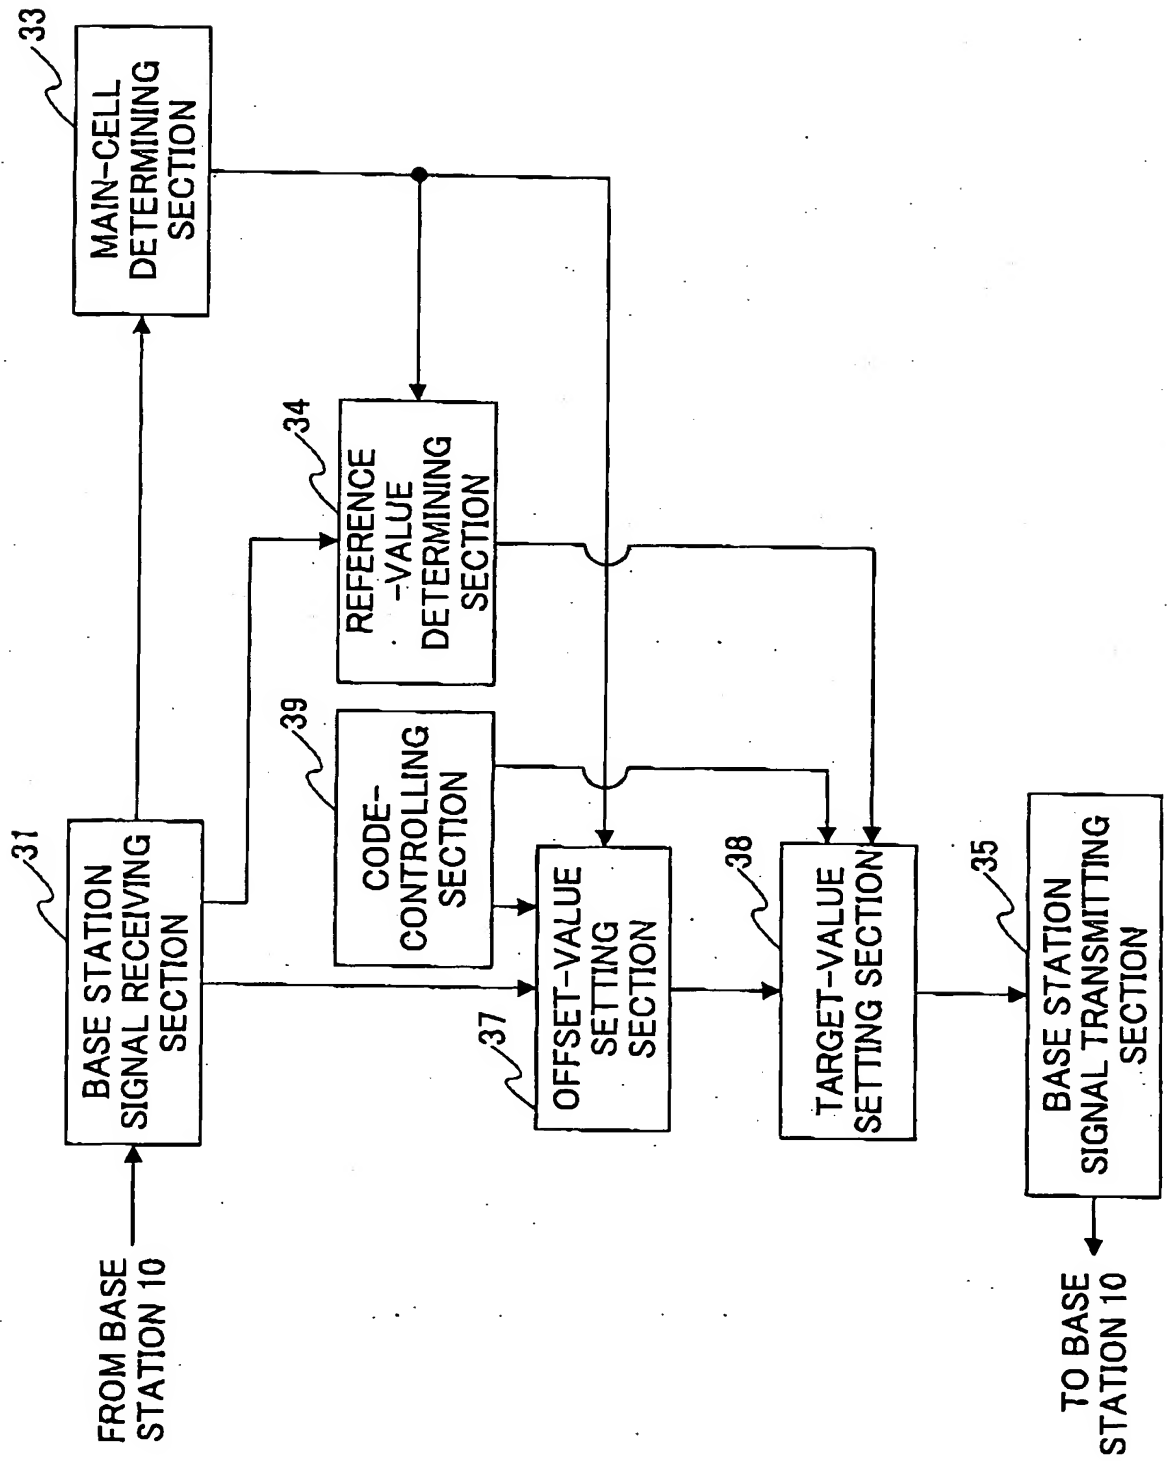 FROM BASE
STATION 10
31
BASE STATION
SIGNAL RECEIVING
SECTION
33
MAIN-CELL
DETERMINING
SECTION
39
CODE-
CONTROLLING
SECTION
34
REFERENCE
-VALUE
DETERMINING
SECTION
37
OFFSET-VALUE
SETTING
SECTION
38
TARGET-VALUE
SETTING SECTION
35
BASE STATION
SIGNAL TRANSMITTING
SECTION
TO BASE
STATION 10